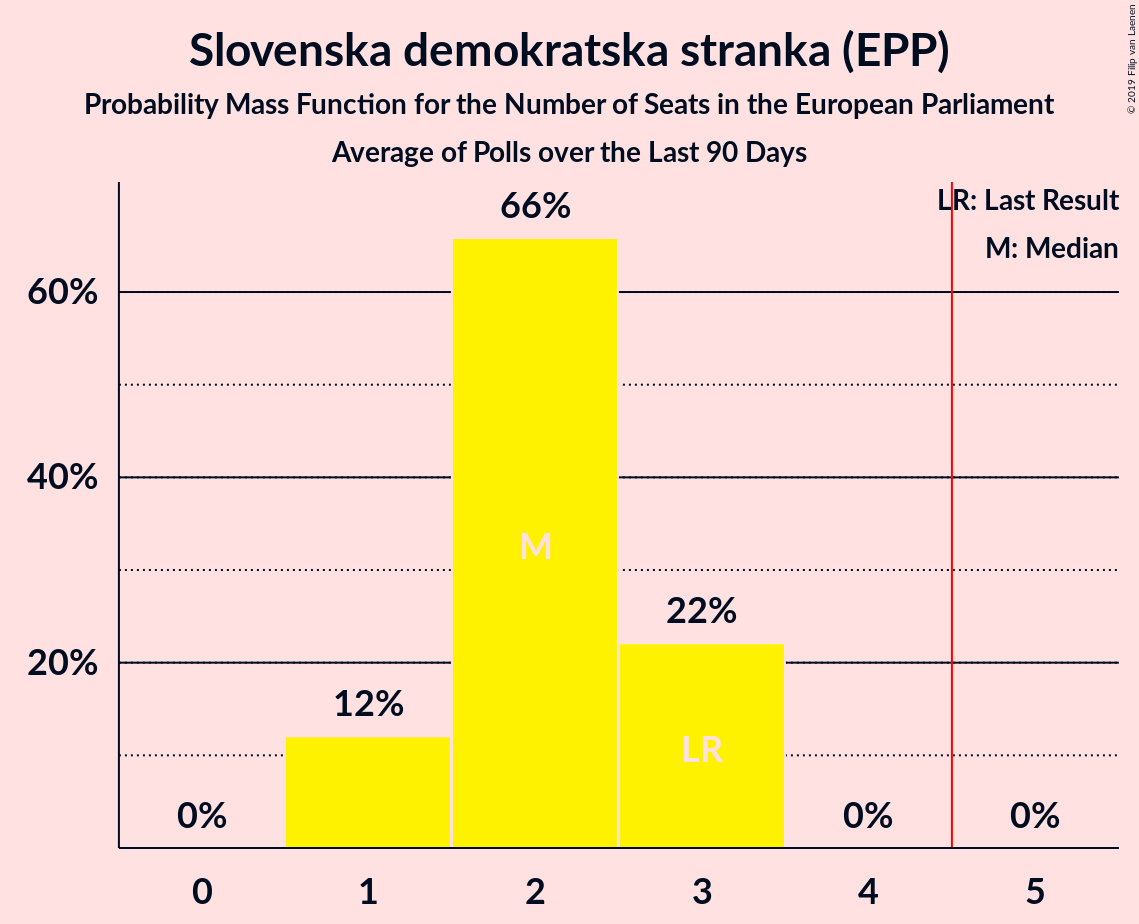 Slovenska demokratska stranka (EPP)
Probability Mass Function for the Number of Seats in the European Parliament
Average of Polls over the Last 90 Days
© 2019 Filip van Laenen
LR: Last Result
M: Median
66%
60%
40%
M
22%
20%
12%
LR
0%
0%
0%
0
1
2
3
4
5